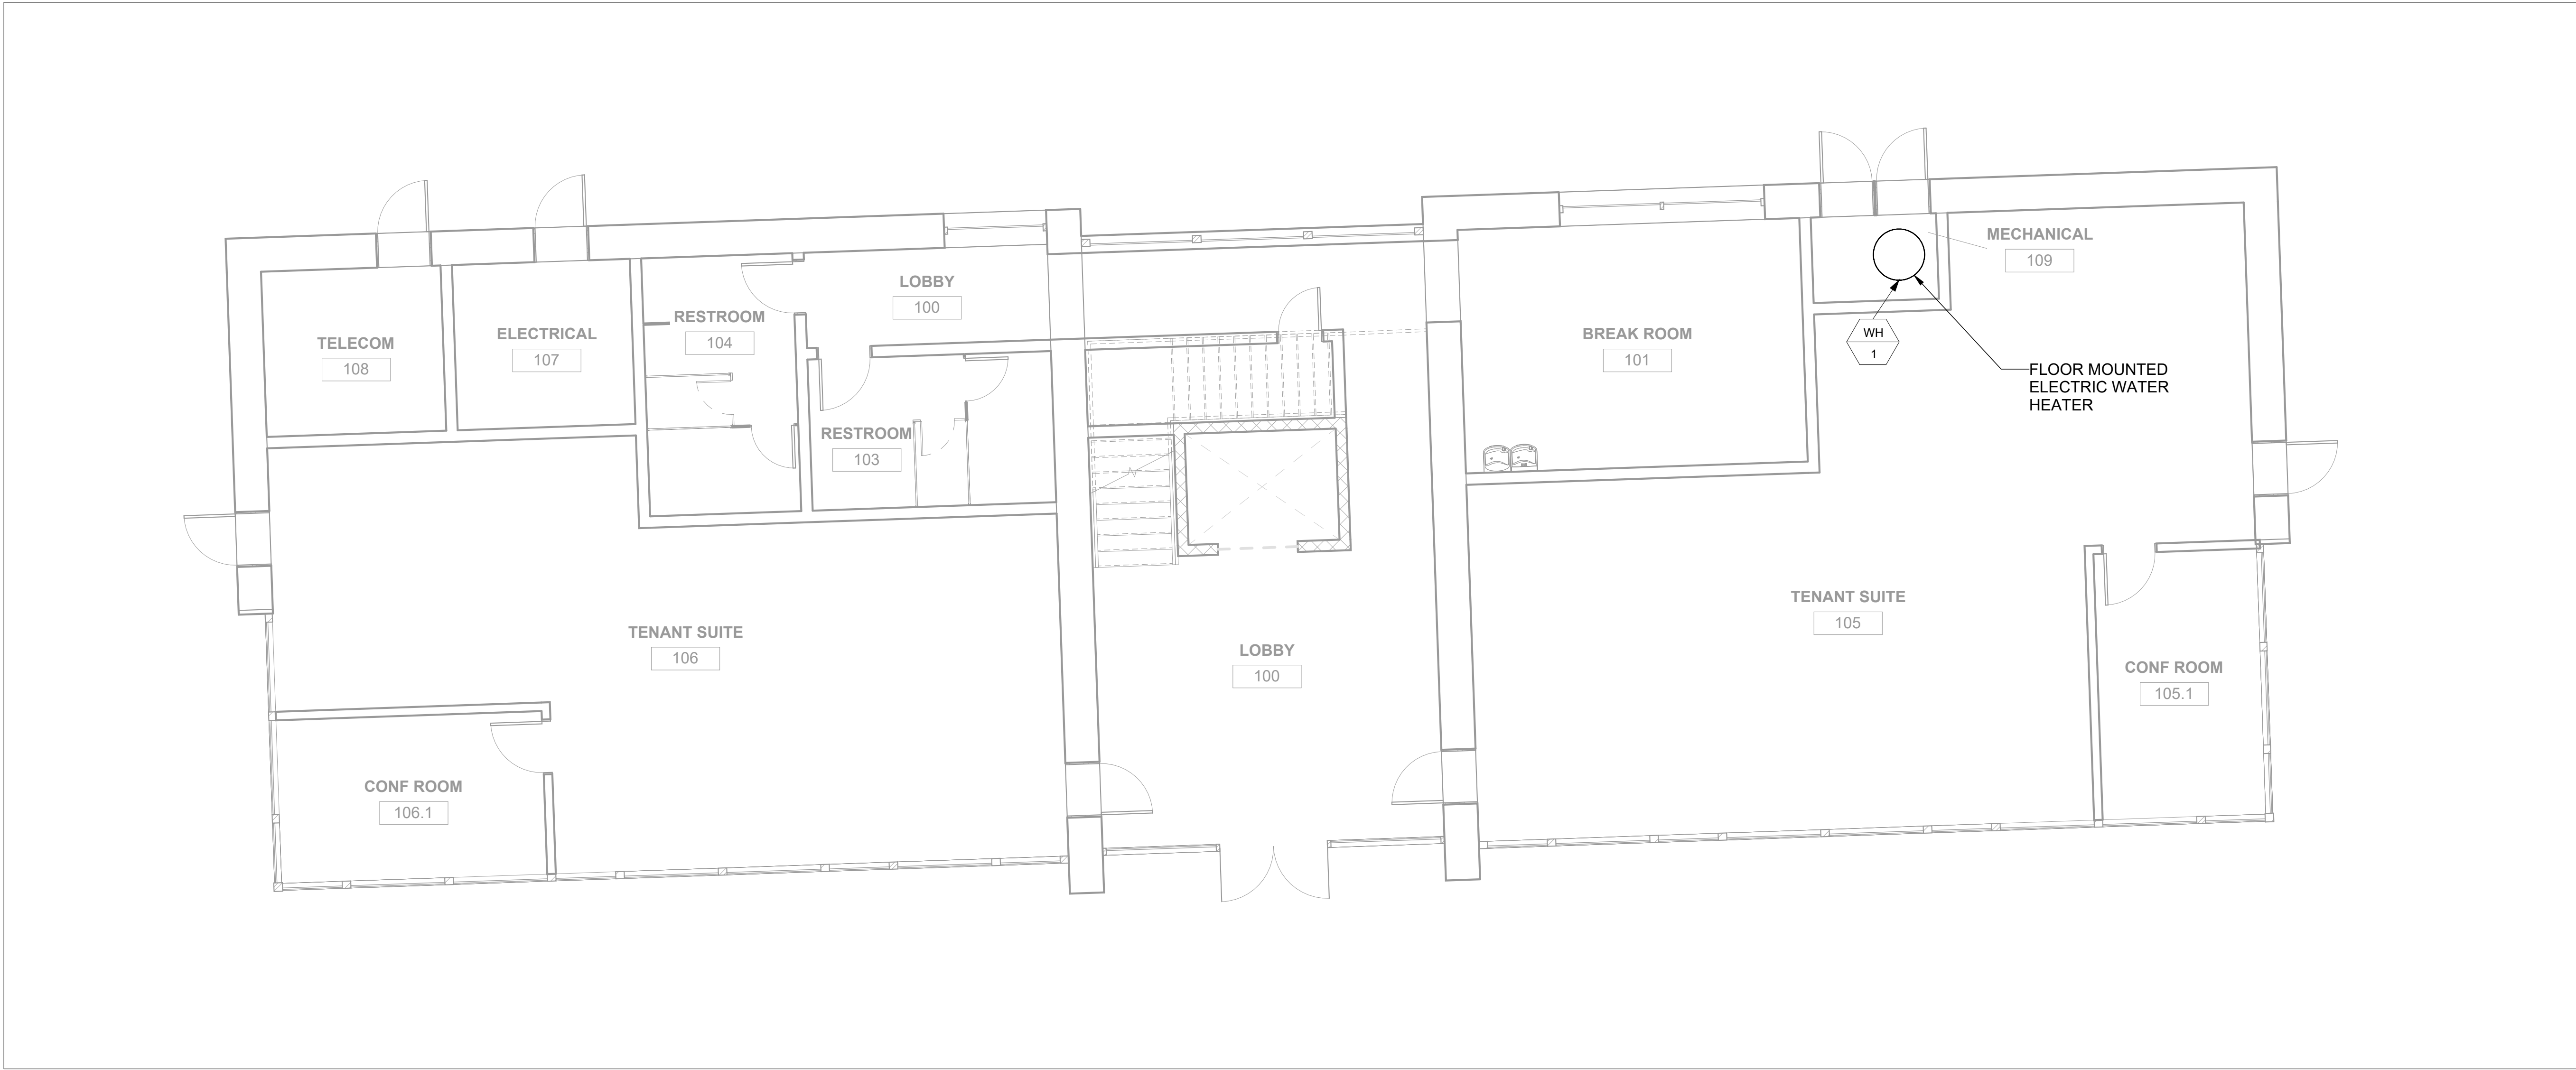 MECHANICAL
109
LOBBY
100
RESTROOM
104
TELECOM
108
ELECTRICAL
107
BREAK ROOM
101
WH
1
FLOOR MOUNTED
ELECTRIC WATER
HEATER
RESTROOM
103
TENANT SUITE
106
LOBBY
100
TENANT SUITE
105
CONF ROOM
105.1
CONF ROOM
106.1